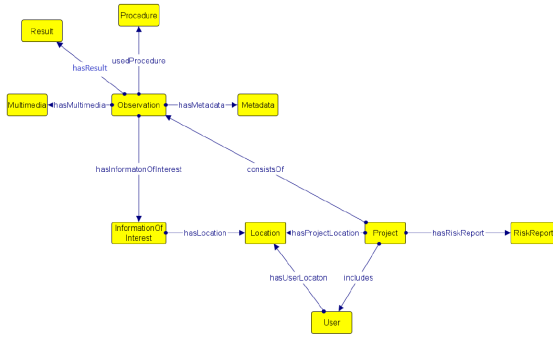 Procedure
Result
usedProcedure
hasResult
Multimedia
hasMultimedia
Observation
hasMetadata
Metadata
hasInformatonOfInterest
consistsOf
InformationOf
Interest
hasLocation
Location
hasProjectLocation
Project
hasRiskReport
RiskReport
hasUserLocaton
includes
User